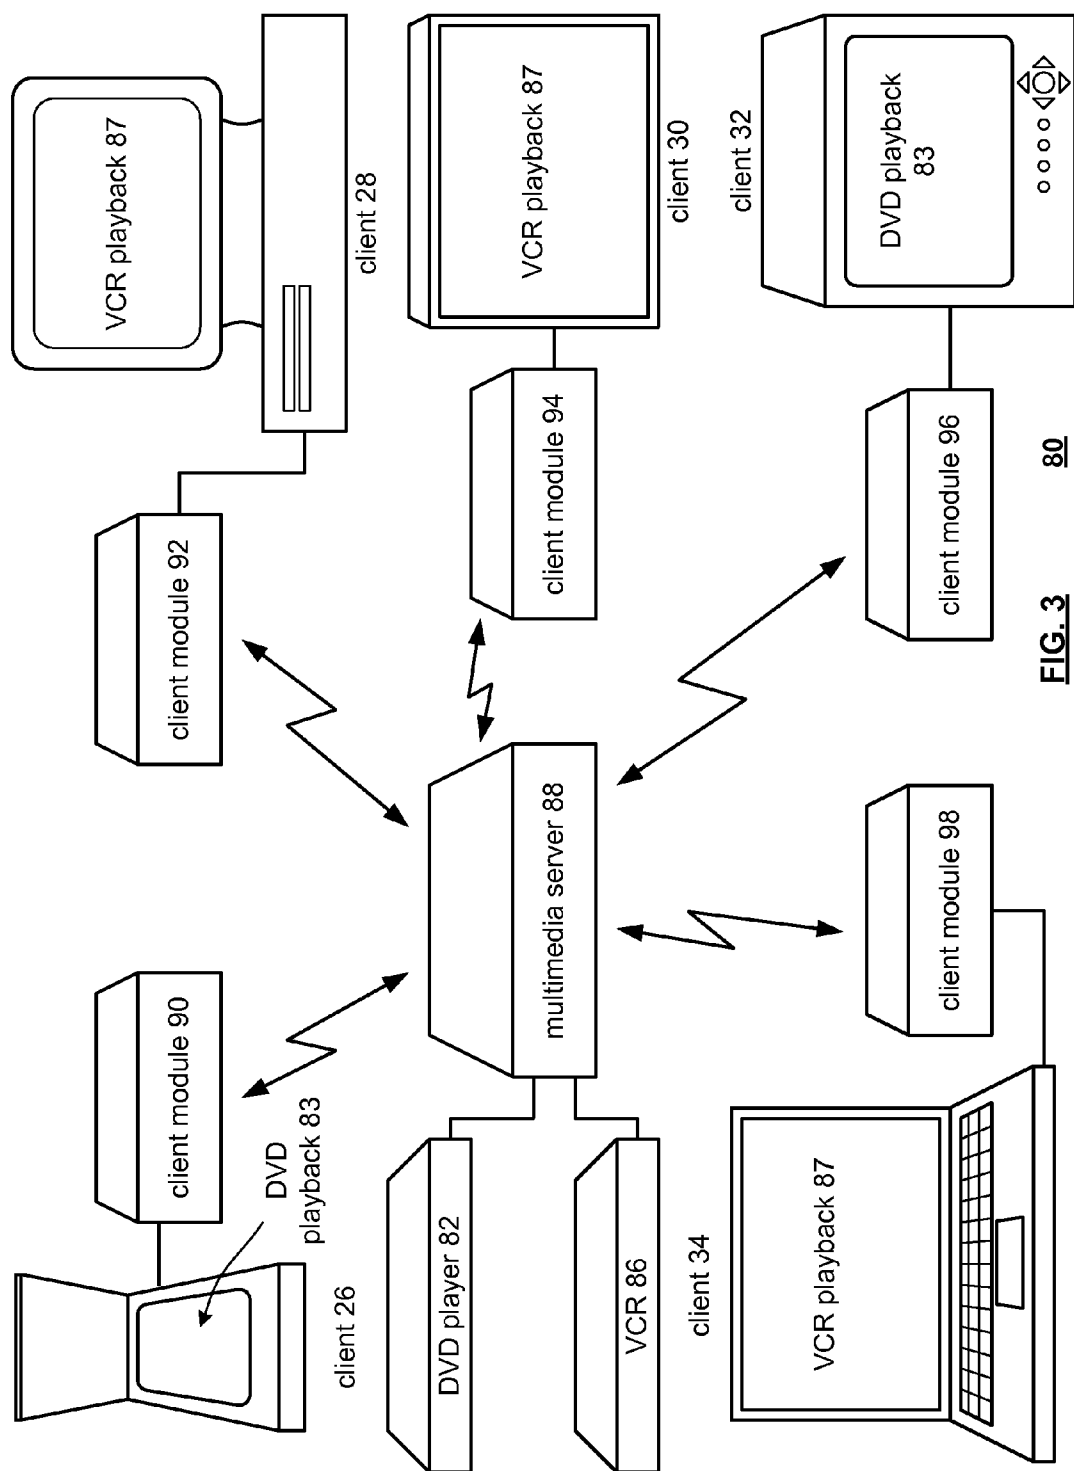 client module 90
DVD
playback 83
client 26
client module 92
VCR playback 87
client 28
DVD player 82
VCR 86
multimedia server 88
client module 94
VCR playback 87
client 30
client 34
VCR playback 87
client module 98
client module 96
client 32
DVD playback
83
FIG. 3
80